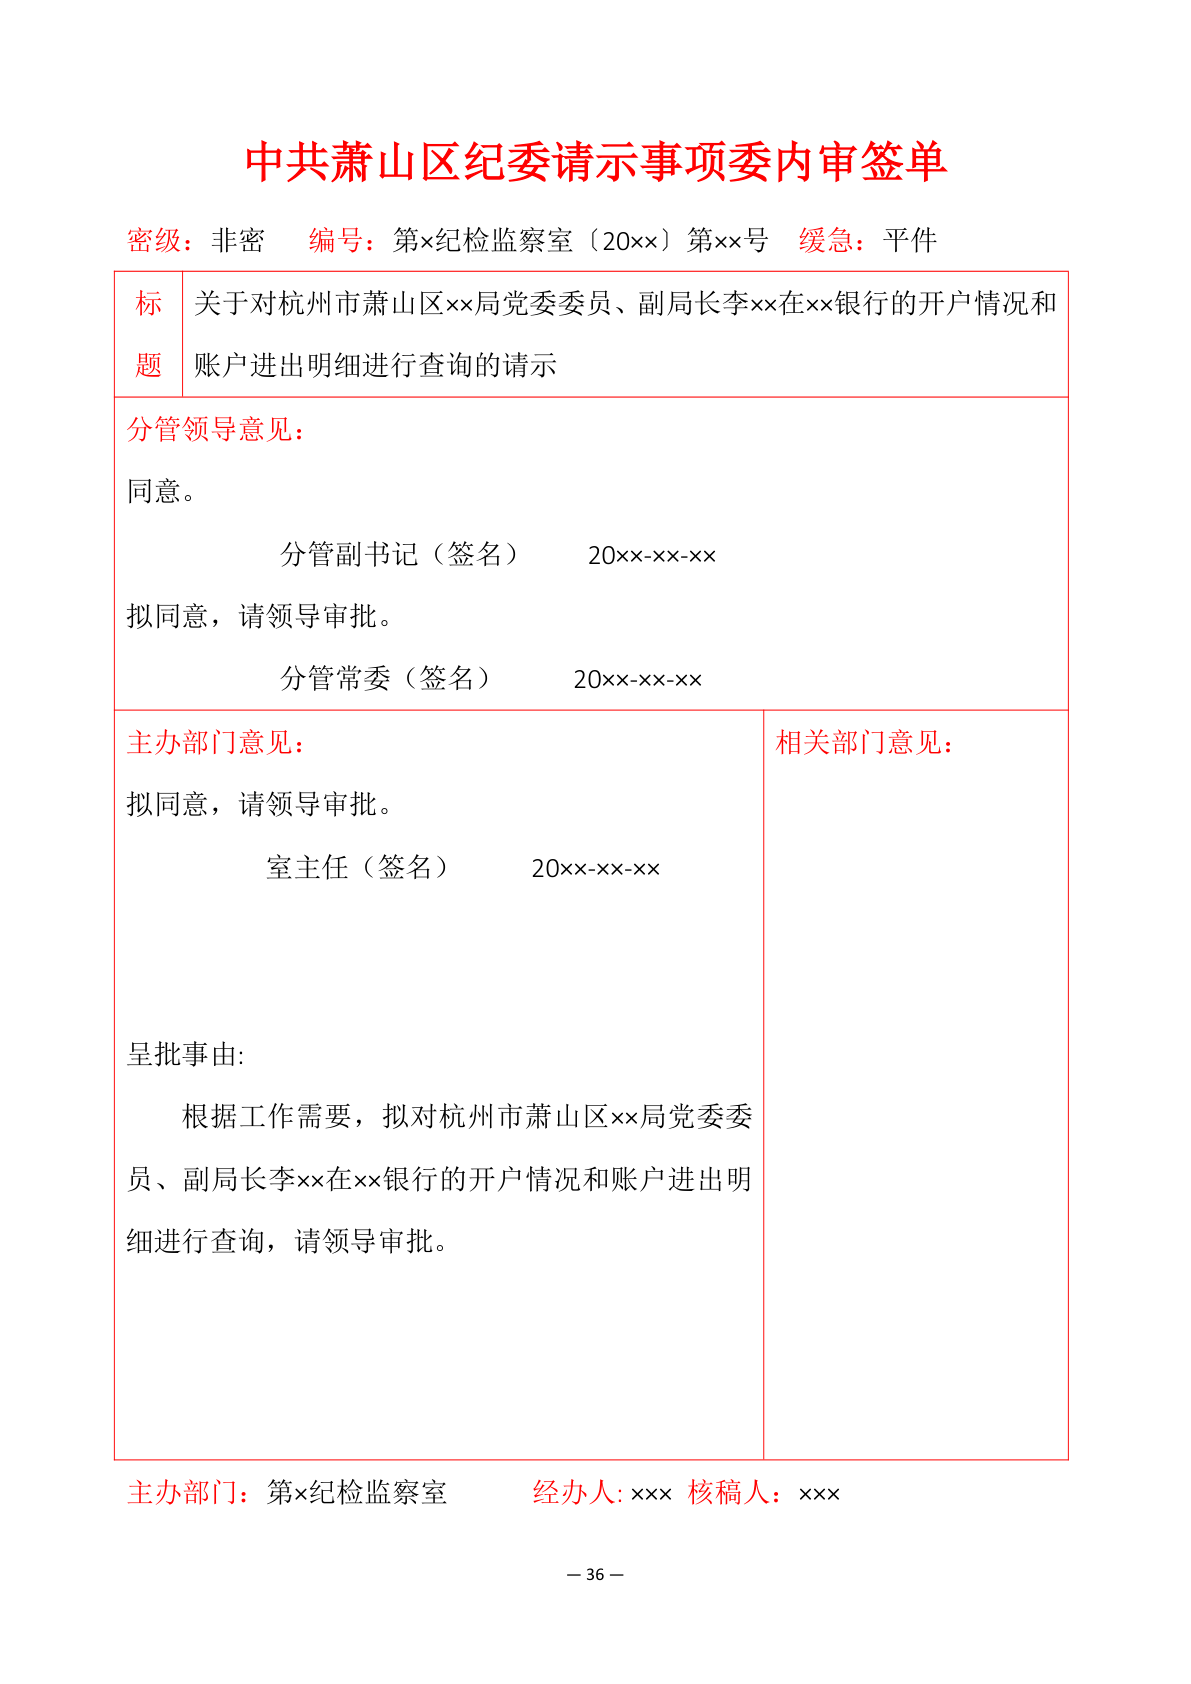 中共萧山区纪委请示事项委内审签单
密级：非密 编号：第×纪检监察室〔20××〕第××号 缓急：平件
标 关于对杭州市萧山区××局党委委员、副局长李××在××银行的开户情况和
题 账户进出明细进行查询的请示
分管领导意见：
同意。
分管副书记（签名） 20××-××-××
拟同意，请领导审批。
分管常委（签名） 20××-××-××
主办部门意见：
拟同意，请领导审批。
室主任（签名） 20××-××-××
呈批事由:
根据工作需要，拟对杭州市萧山区××局党委委
员、副局长李××在××银行的开户情况和账户进出明
细进行查询，请领导审批。
相关部门意见：
主办部门：第×纪检监察室 经办人: ××× 核稿人：×××
— 36 —